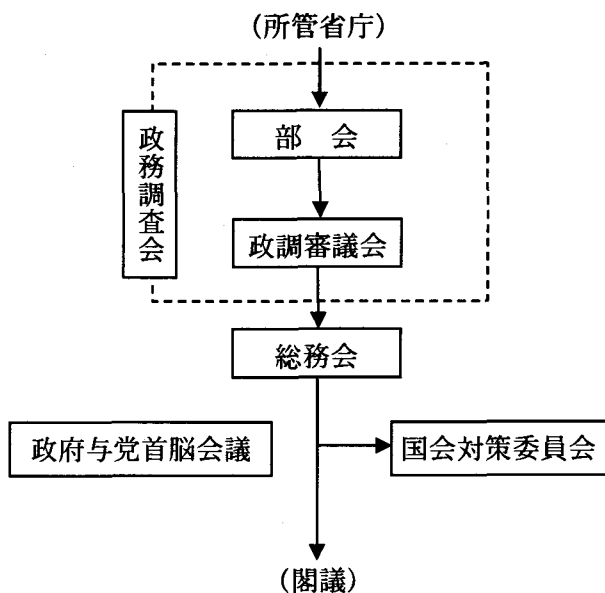 (所管省庁)
部 会
政務調査会
政調審議会
総務会
政府与党首脳会議
国会対策委員会
(閣議)